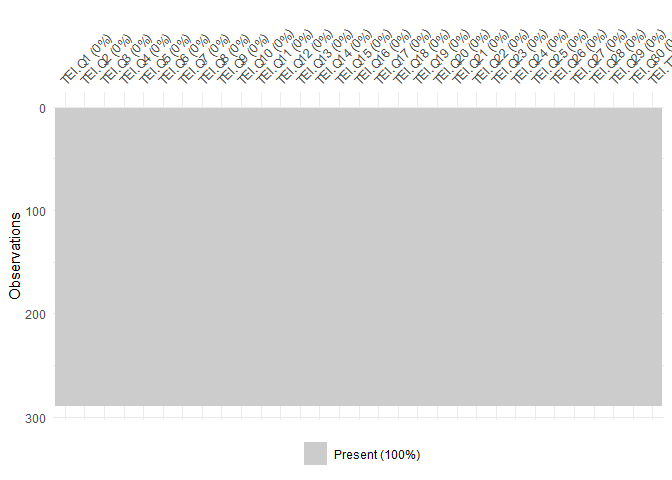 TEI.Q1 (0%)
TEI.Q2 (0%)
TEI.Q3 (0%)
TEI.Q4 (0%)
TEI.Q5 (0%)
TEI.Q6 (0%)
TEI.Q7 (0%)
TEI.Q8 (0%)
TEI.Q9 (0%)
TEI.Q10 (0%)
TEI.Q11 (0%)
TEI.Q12 (0%)
TEI.Q13 (0%)
TEI.Q14 (0%)
TEI.Q15 (0%)
TEI.Q16 (0%)
TEI.Q17 (0%)
TEI.Q18 (0%)
TEI.Q19 (0%)
TEI.Q20 (0%)
TEI.Q21 (0%)
TEI.Q22 (0%)
TEI.Q23 (0%)
TEI.Q24 (0%)
TEI.Q25 (0%)
TEI.Q26 (0%)
TEI.Q27 (0%)
TEI.Q28 (0%)
TEI.Q29 (0%
TEI.Q30 (0
0
100
200
300
Observations
Present (100%)